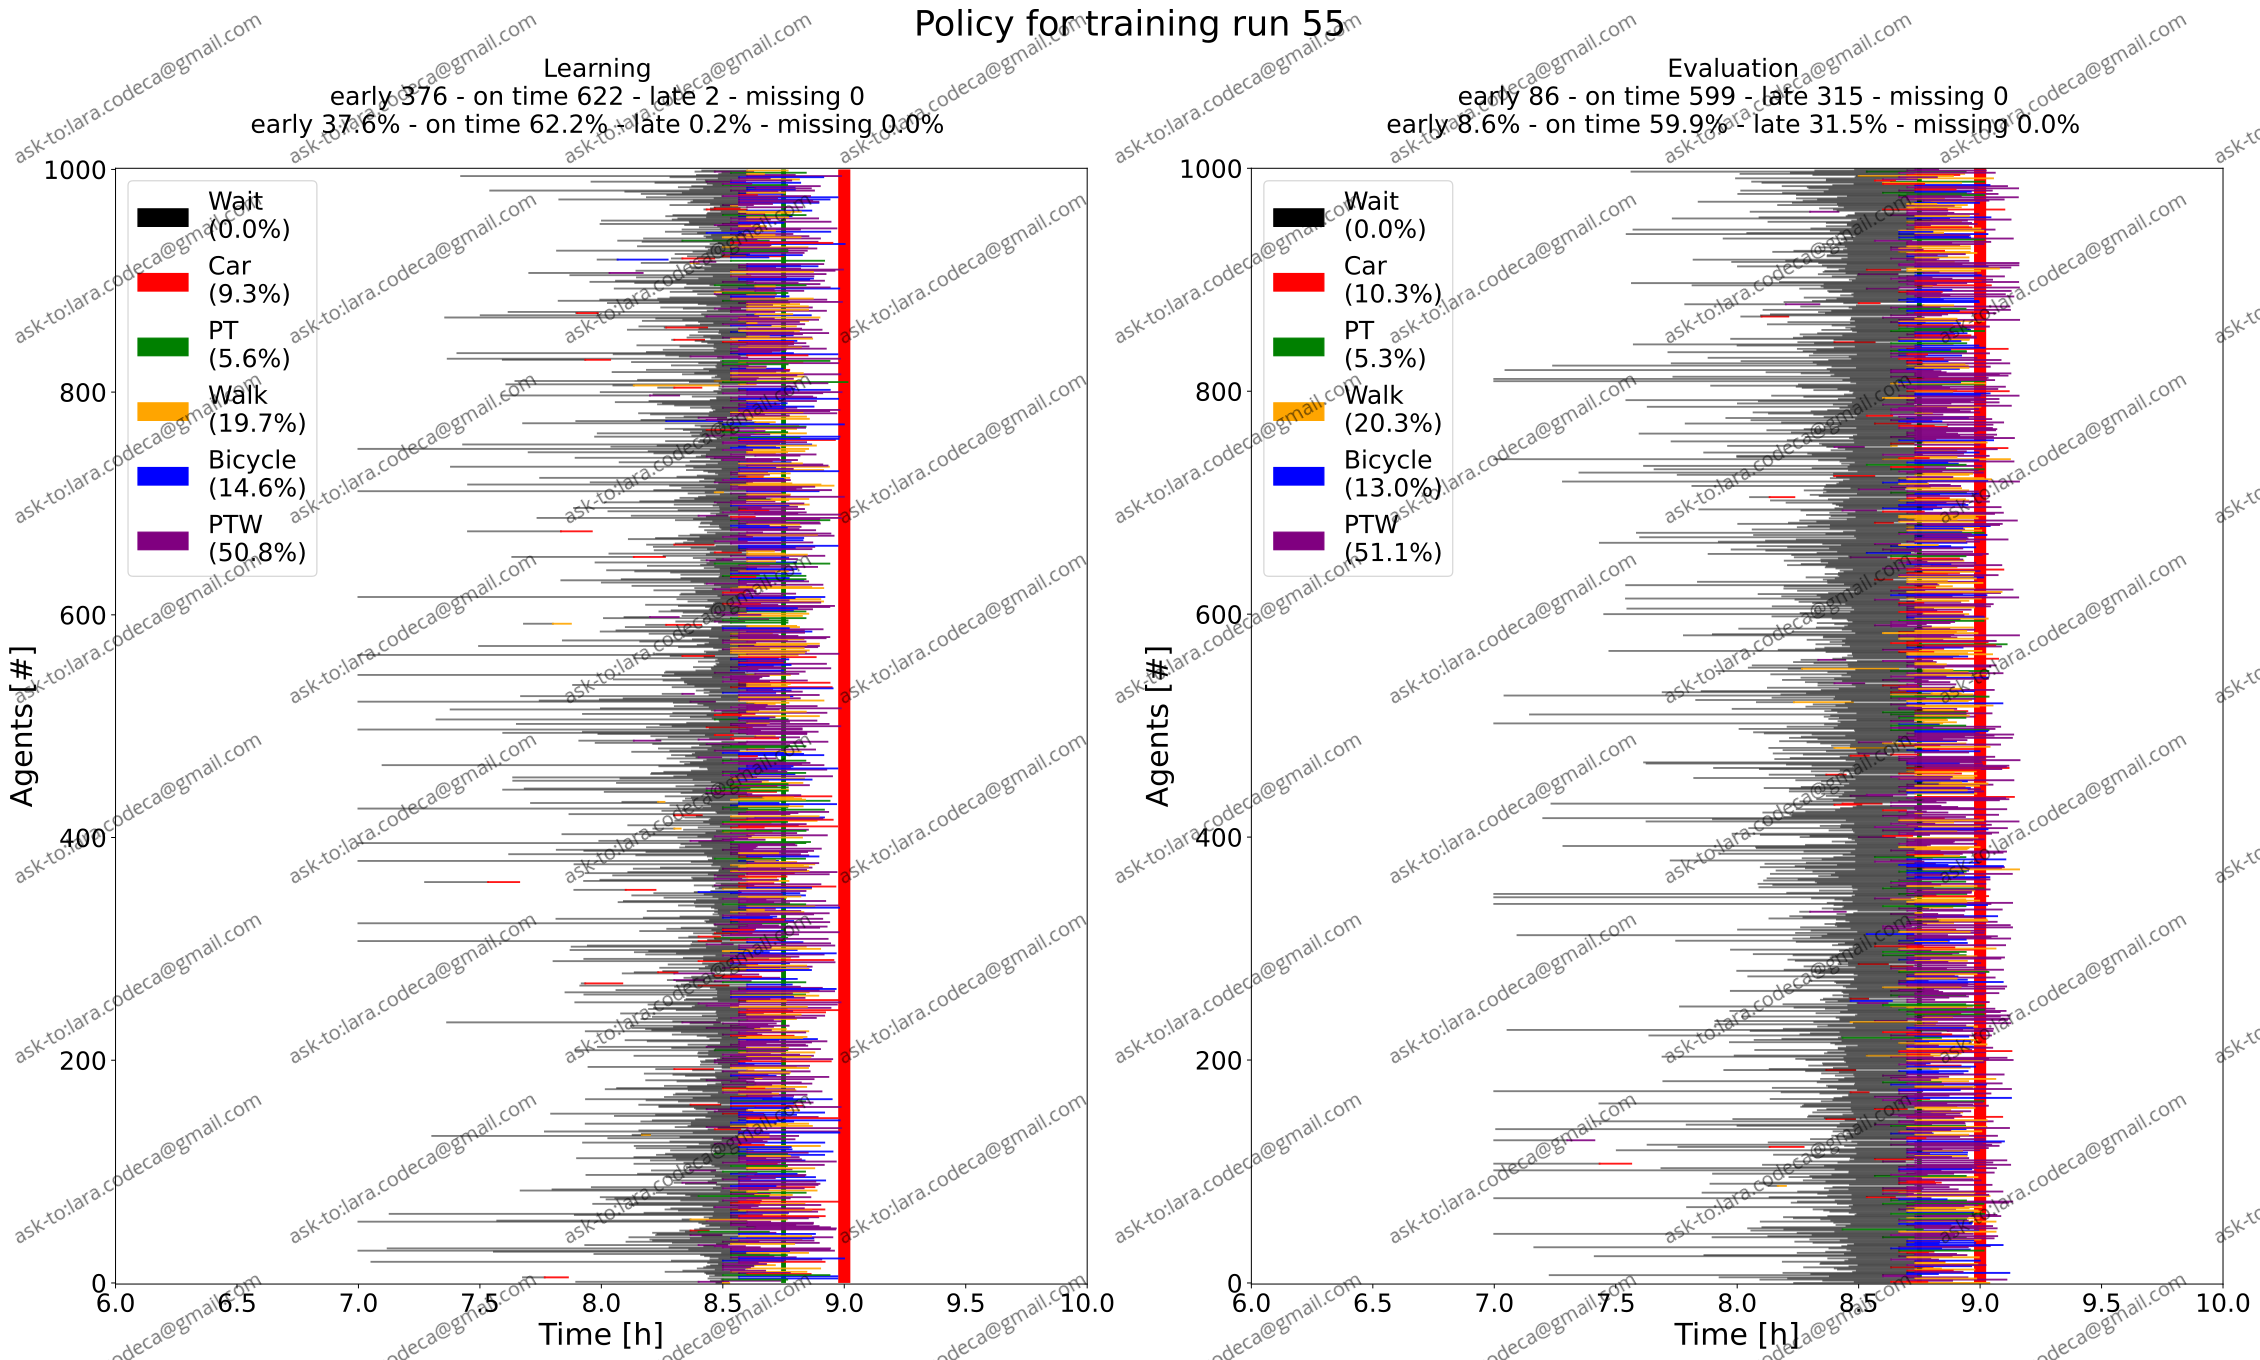 Policy for training run 55
Learning
early 376 - on time 622 - late 2 - missing 0
early 37.6% - on time 62.2% - late 0.2% - missing 0.0%
Evaluation
early 86 - on time 599 - late 315 - missing 0
early 8.6% - on time 59.9% - late 31.5% - missing 0.0%
1000
800
600
400
200
0
Agents [#]
Wait
(0.0%)
Car
(9.3%)
PT
(5.6%)
Walk
(19.7%)
Bicycle
(14.6%)
PTW
(50.8%)
6.0 6.5 7.0 7.5 8.0 8.5 9.0 9.5 10.0
Time [h]
1000
800
600
400
200
0
Agents [#]
Wait
(0.0%)
Car
(10.3%)
PT
(5.3%)
Walk
(20.3%)
Bicycle
(13.0%)
PTW
(51.1%)
6.0 6.5 7.0 7.5 8.0 8.5 9.0 9.5 10.0
Time [h]
ask-to:lara.codeca@gmail.com